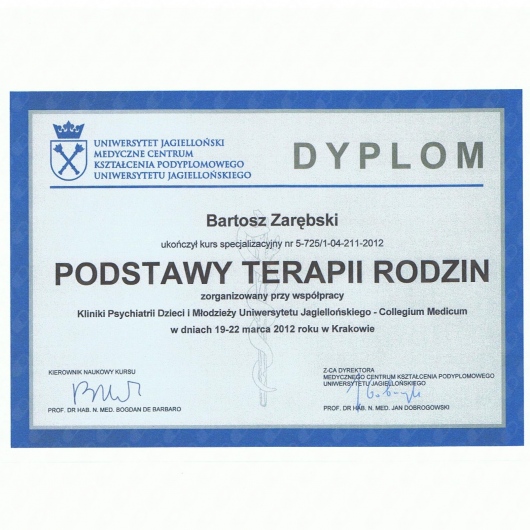 UNIWERSYTET JAGIELLOŃSKI
MEDYCZNE CENTRUM
KSZTAŁCENIA PODYPLOMOWEGO
UNIWERSYTETU JAGIELLOŃSKIEGO
DYPLOM
Bartosz Zarębski
ukończył kurs specjalizacyjny nr 5-725/1-04-211-2012
PODSTAWY TERAPII RODZIN
zorganizowany przy współpracy
Kliniki Psychiatrii Dzieci i Młodzieży Uniwersytetu Jagiellońskiego - Collegium Medicum
w dniach 19-22 marca 2012 roku w Krakowie
KIEROWNIK NAUKOWY KURSU
PROF. DR HAB. N. MED. BOGDAN DE BARBARO
Z-CA DYREKTORA
MEDYCZNEGO CENTRUM KSZTAŁCENIA PODYPLOMOWEGO
UNIWERSYTETU JAGIELLOŃSKIEGO
PROF. DR HAB. N. MED. JAN DOBROGOWSKI